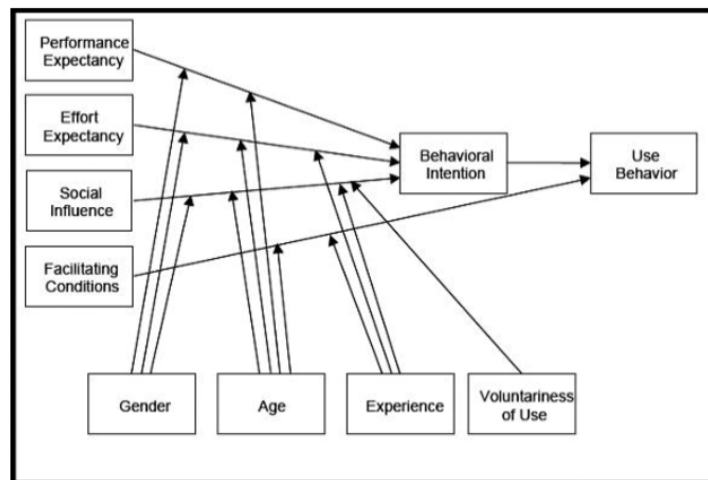 Performance
Expectancy
Effort
Expectancy
Social
Influence
Facilitating
Conditions
Behavioral
Intention
Use
Behavior
Gender
Age
Experience
Voluntariness
of Use